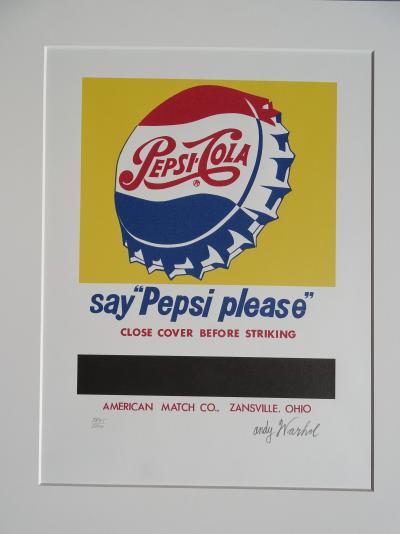 PEPSI-COLA
say "Pepsi please"
CLOSE COVER BEFORE STRIKING
AMERICAN MATCH CO., ZANSVILLE, OHIO
andy Warhol